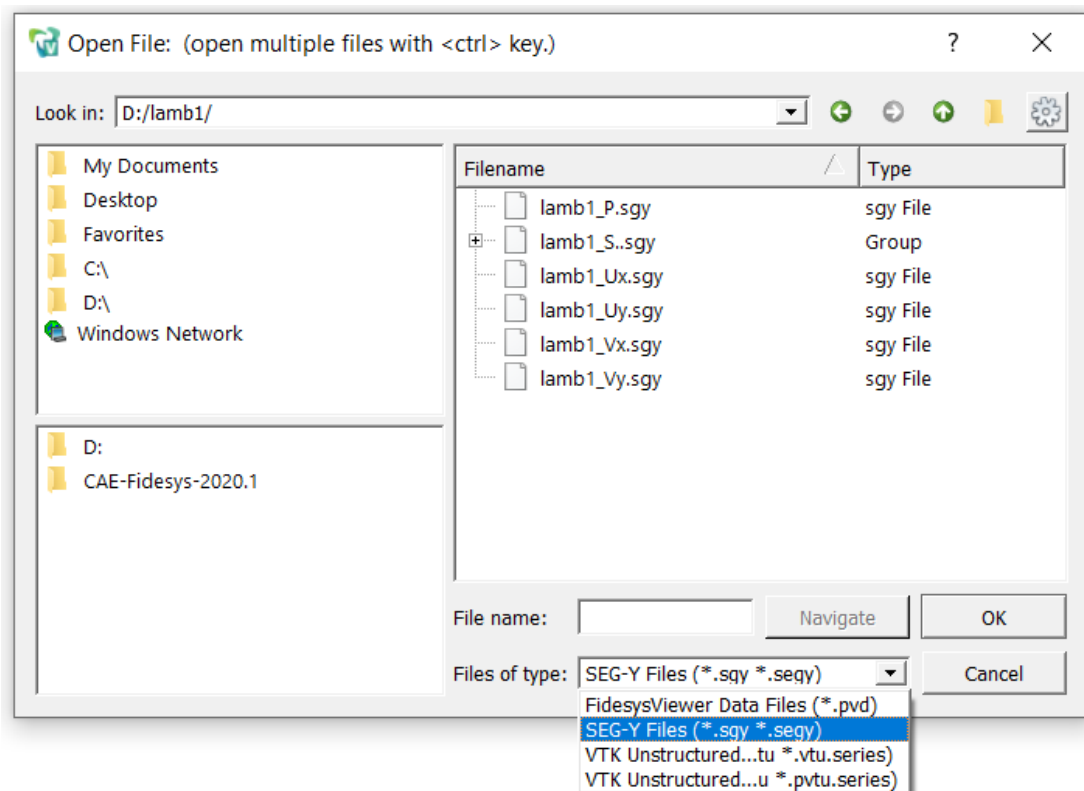 Open File: (open multiple files with <ctrl> key.)
?
Look in: D:/lamb1/
My Documents
Desktop
Favorites
C:\
D:\
Windows Network
D:
CAE-Fidesys-2020.1
Filename Type
lamb1_P.sgy sgy File
lamb1_S..sgy Group
lamb1_Ux.sgy sgy File
lamb1_Uy.sgy sgy File
lamb1_Vx.sgy sgy File
lamb1_Vy.sgy sgy File
File name: Navigate OK
Files of type: SEG-Y Files (*.sgy *.segy) Cancel
FidesysViewer Data Files (*.pvd)
SEG-Y Files (*.sgy *.segy)
VTK Unstructured...tu *.vtu.series)
VTK Unstructured...u *.pvtu.series)